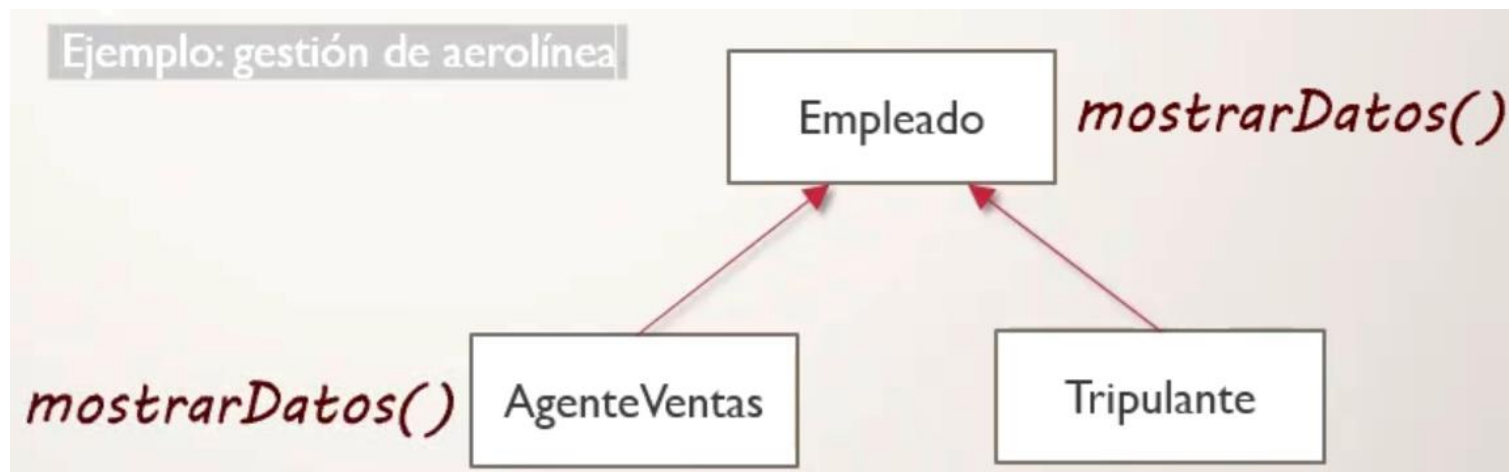 Ejemplo: gestión de aerolínea
Empleado
mostrarDatos()
mostrarDatos()
AgenteVentas
Tripulante